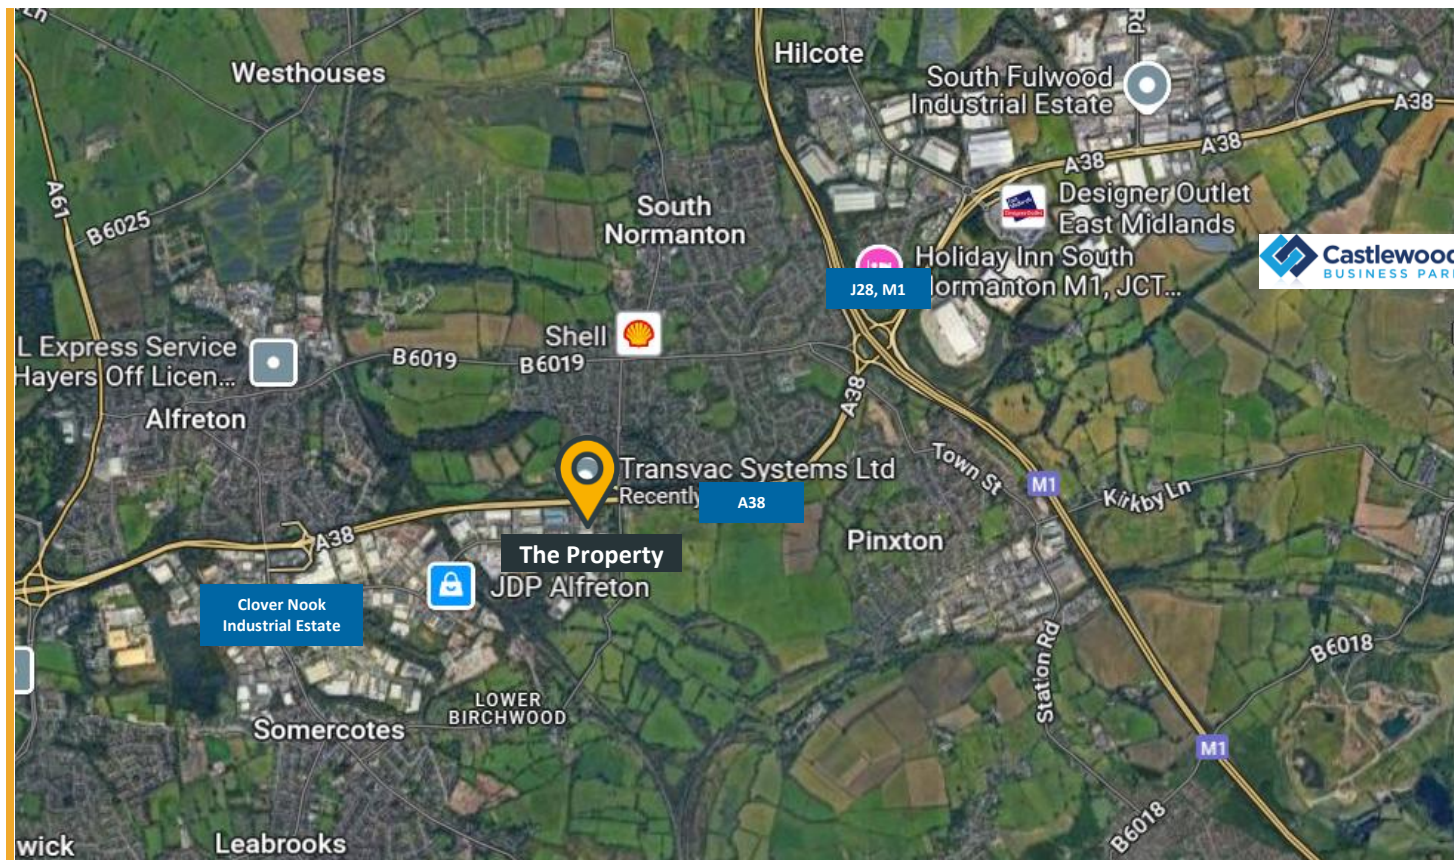 Ln
Westhouses
Hilcote
Rd
South Fulwood
Industrial Estate
A38
A38
A38
A61
B6025
South
Normanton
Designer Outlet
East Midlands
Castlewood
BUSINESS PARK
Holiday Inn South
Normanton M1, JCT...
J28, M1
Shell
L Express Service
Hayers Off Licen...
B6019
B6019
A38
Alfreton
Transvac Systems Ltd
Recently
A38
Town St
M1
Kirkby Ln
A38
The Property
Pinxton
JDP Alfreton
Clover Nook
Industrial Estate
Station Rd
B6018
LOWER
BIRCHWOOD
Somercotes
M1
B6018
wick
Leabrooks